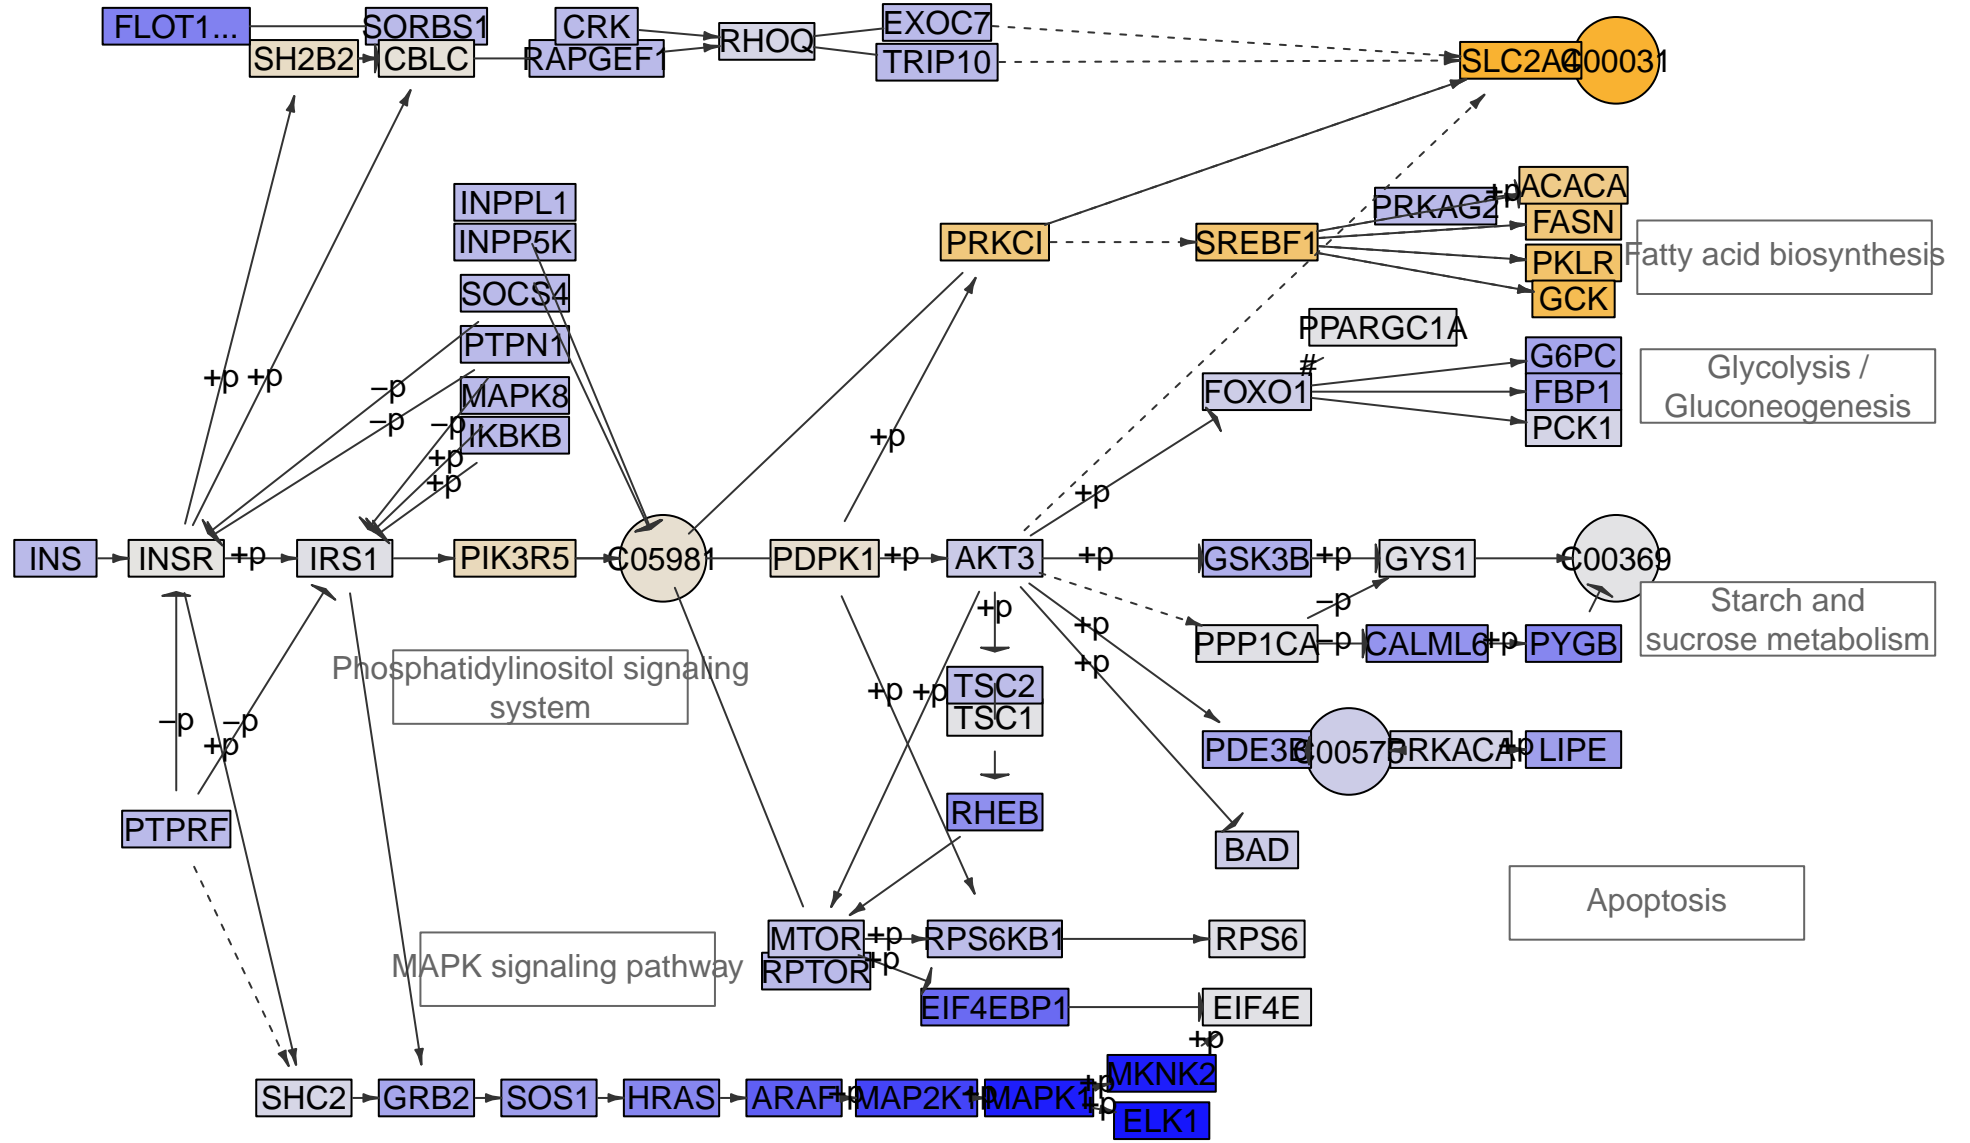 FLOT1...
SORBS1
CRK
EXOC7
SH2B2
CBLC
RAPGEF1
RHOQ
TRIP10
SLC2A4
C00031
INPPL1
INPP5K
SOCS4
PTPN1
MAPK8
IKBKB
PRKCI
SREBF1
PRKAG2
+p
ACACA
FASN
PKLR
GCK
Fatty acid biosynthesis
PPARGC1A
#
FOXO1
G6PC
FBP1
PCK1
Glycolysis /
Gluconeogenesis
+p
+p
−p
−p
−p
+p
+p
+p
+p
INS
INSR
+p
IRS1
PIK3R5
C05981
PDPK1
+p
AKT3
+p
GSK3B
+p
GYS1
C00369
+p
+p
+p
−p
PPP1CA
−p
CALML6
+p
PYGB
Starch and
sucrose metabolism
Phosphatidylinositol signaling
system
+p
+p
TSC2
TSC1
−p
+p
−p
PDE3B
C00575
PRKACA
+p
LIPE
PTPRF
RHEB
BAD
Apoptosis
MAPK signaling pathway
MTOR
RPTOR
+p
+p
RPS6KB1
RPS6
EIF4EBP1
EIF4E
+p
MKNK2
SHC2
GRB2
SOS1
HRAS
ARAF
+p
MAP2K1
+p
MAPK1
+p
+p
ELK1